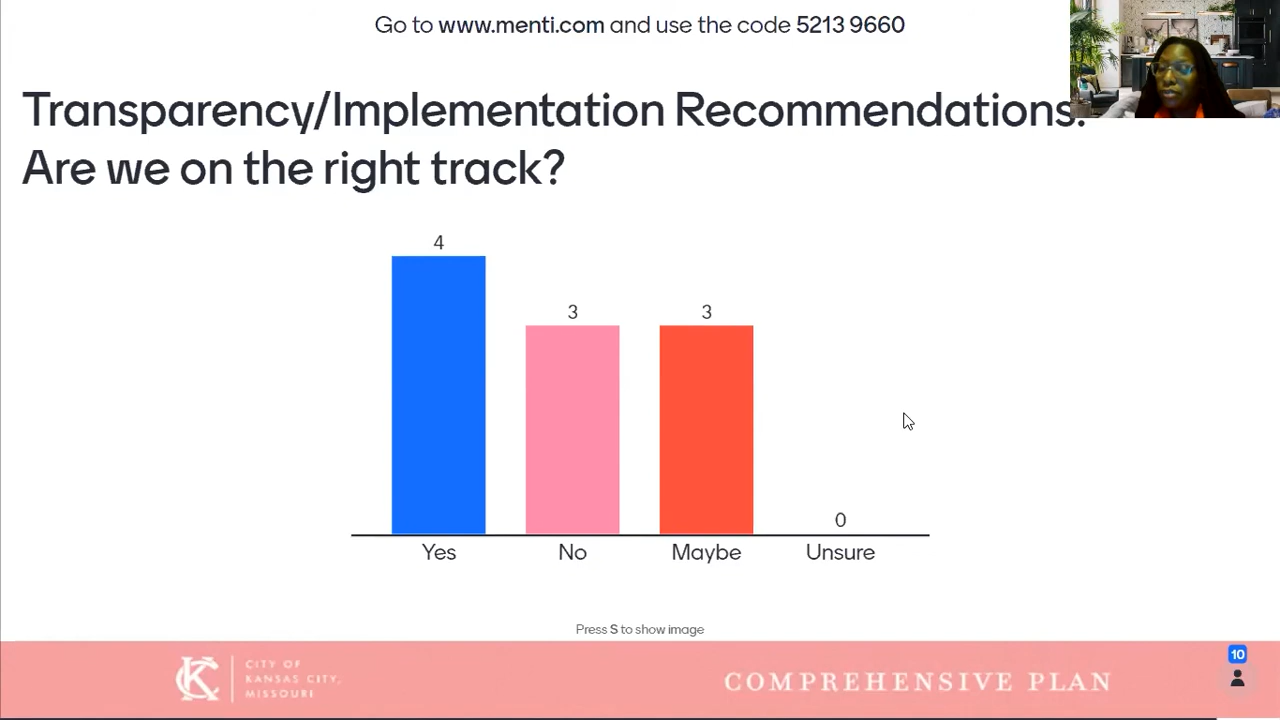 Go to www.menti.com and use the code 5213 9660
Transparency/Implementation Recommendations:
Are we on the right track?
4
3
3
0
Yes
No
Maybe
Unsure
Press S to show image
KC
CITY OF
KANSAS CITY,
MISSOURI
COMPREHENSIVE PLAN
10